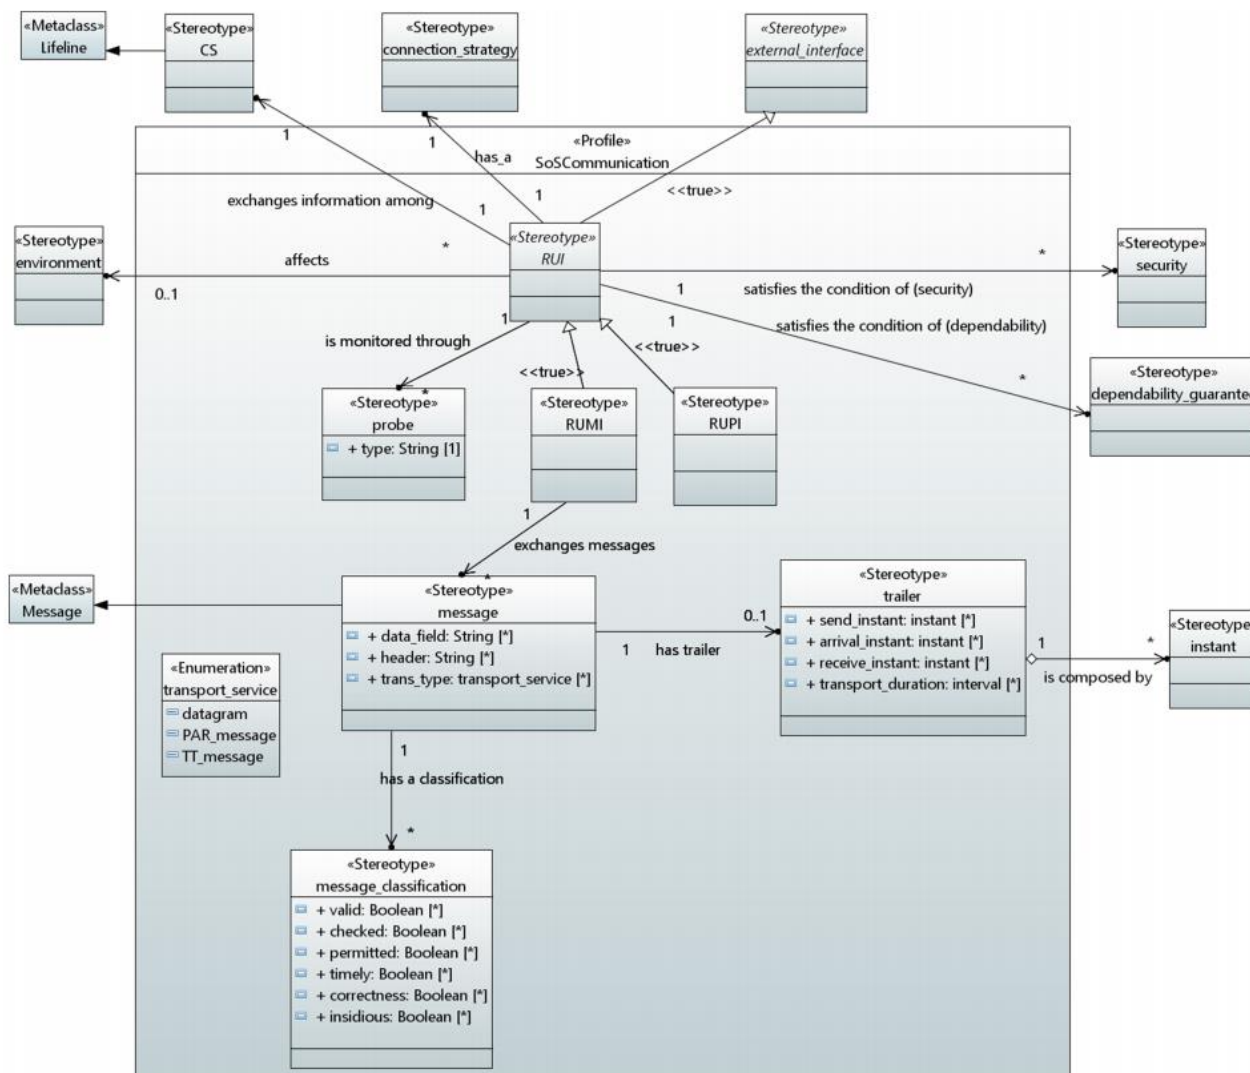 «Metaclass»
Lifeline
«Stereotype»
CS
«Stereotype»
connection_strategy
«Stereotype»
external_interface
«Profile»
SoSCommunication
1
1
has_a
<<true>>
exchanges information among
1
1
«Stereotype»
environment
affects
*
0..1
«Stereotype»
RUI
*
«Stereotype»
security
1
satisfies the condition of (security)
1
satisfies the condition of (dependability)
1
is monitored through
<<true>>
<<true>>
*
*
«Stereotype»
probe
+ type: String [1]
«Stereotype»
RUMI
«Stereotype»
RUPI
«Stereotype»
dependability_guarantee
1
exchanges messages
*
«Metaclass»
Message
«Stereotype»
message
+ data_field: String [*]
+ header: String [*]
+ trans_type: transport_service [*]
0..1
1
has trailer
«Stereotype»
trailer
+ send_instant: instant [*]
+ arrival_instant: instant [*]
+ receive_instant: instant [*]
+ transport_duration: interval [*]
1
*
is composed by
«Stereotype»
instant
«Enumeration»
transport_service
datagram
PAR_message
TT_message
1
has a classification
*
«Stereotype»
message_classification
+ valid: Boolean [*]
+ checked: Boolean [*]
+ permitted: Boolean [*]
+ timely: Boolean [*]
+ correctness: Boolean [*]
+ insidious: Boolean [*]